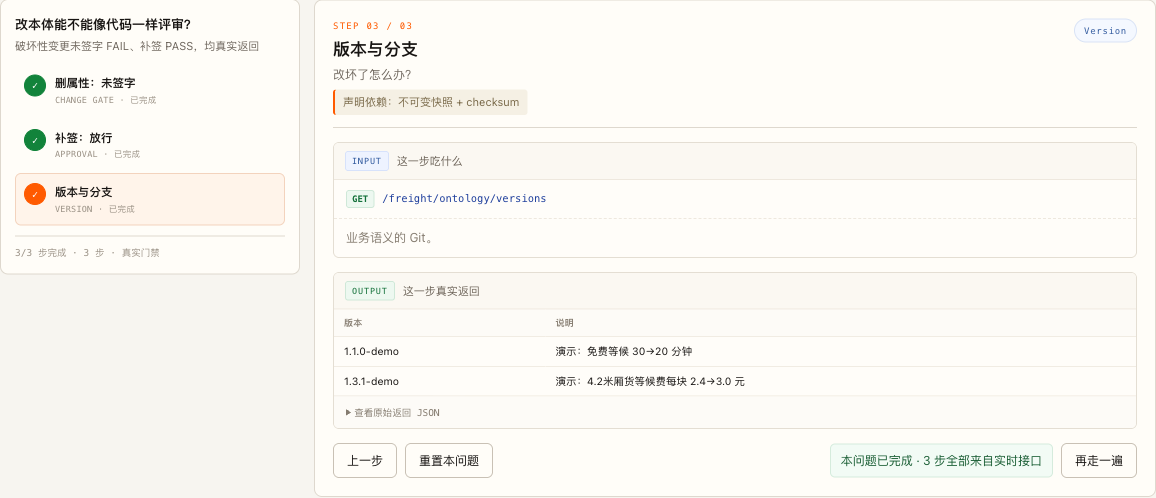 改本体能不能像代码一样评审?
破坏性变更未签字 FAIL、补签 PASS，均真实返回
✓ 删属性：未签字
CHANGE GATE · 已完成
✓ 补签：放行
APPROVAL · 已完成
✓ 版本与分支
VERSION · 已完成
3/3 步完成 · 3 步 · 真实门禁
STEP 03 / 03
Version
版本与分支
改坏了怎么办?
声明依赖：不可变快照 + checksum
INPUT 这一步吃什么
GET /freight/ontology/versions
业务语义的 Git。
OUTPUT 这一步真实返回
版本 说明
1.1.0-demo 演示：免费等候 30→20 分钟
1.3.1-demo 演示：4.2米厢货等候费每块 2.4→3.0 元
▶ 查看原始返回 JSON
上一步 重置本问题 本问题已完成 · 3 步全部来自实时接口 再走一遍